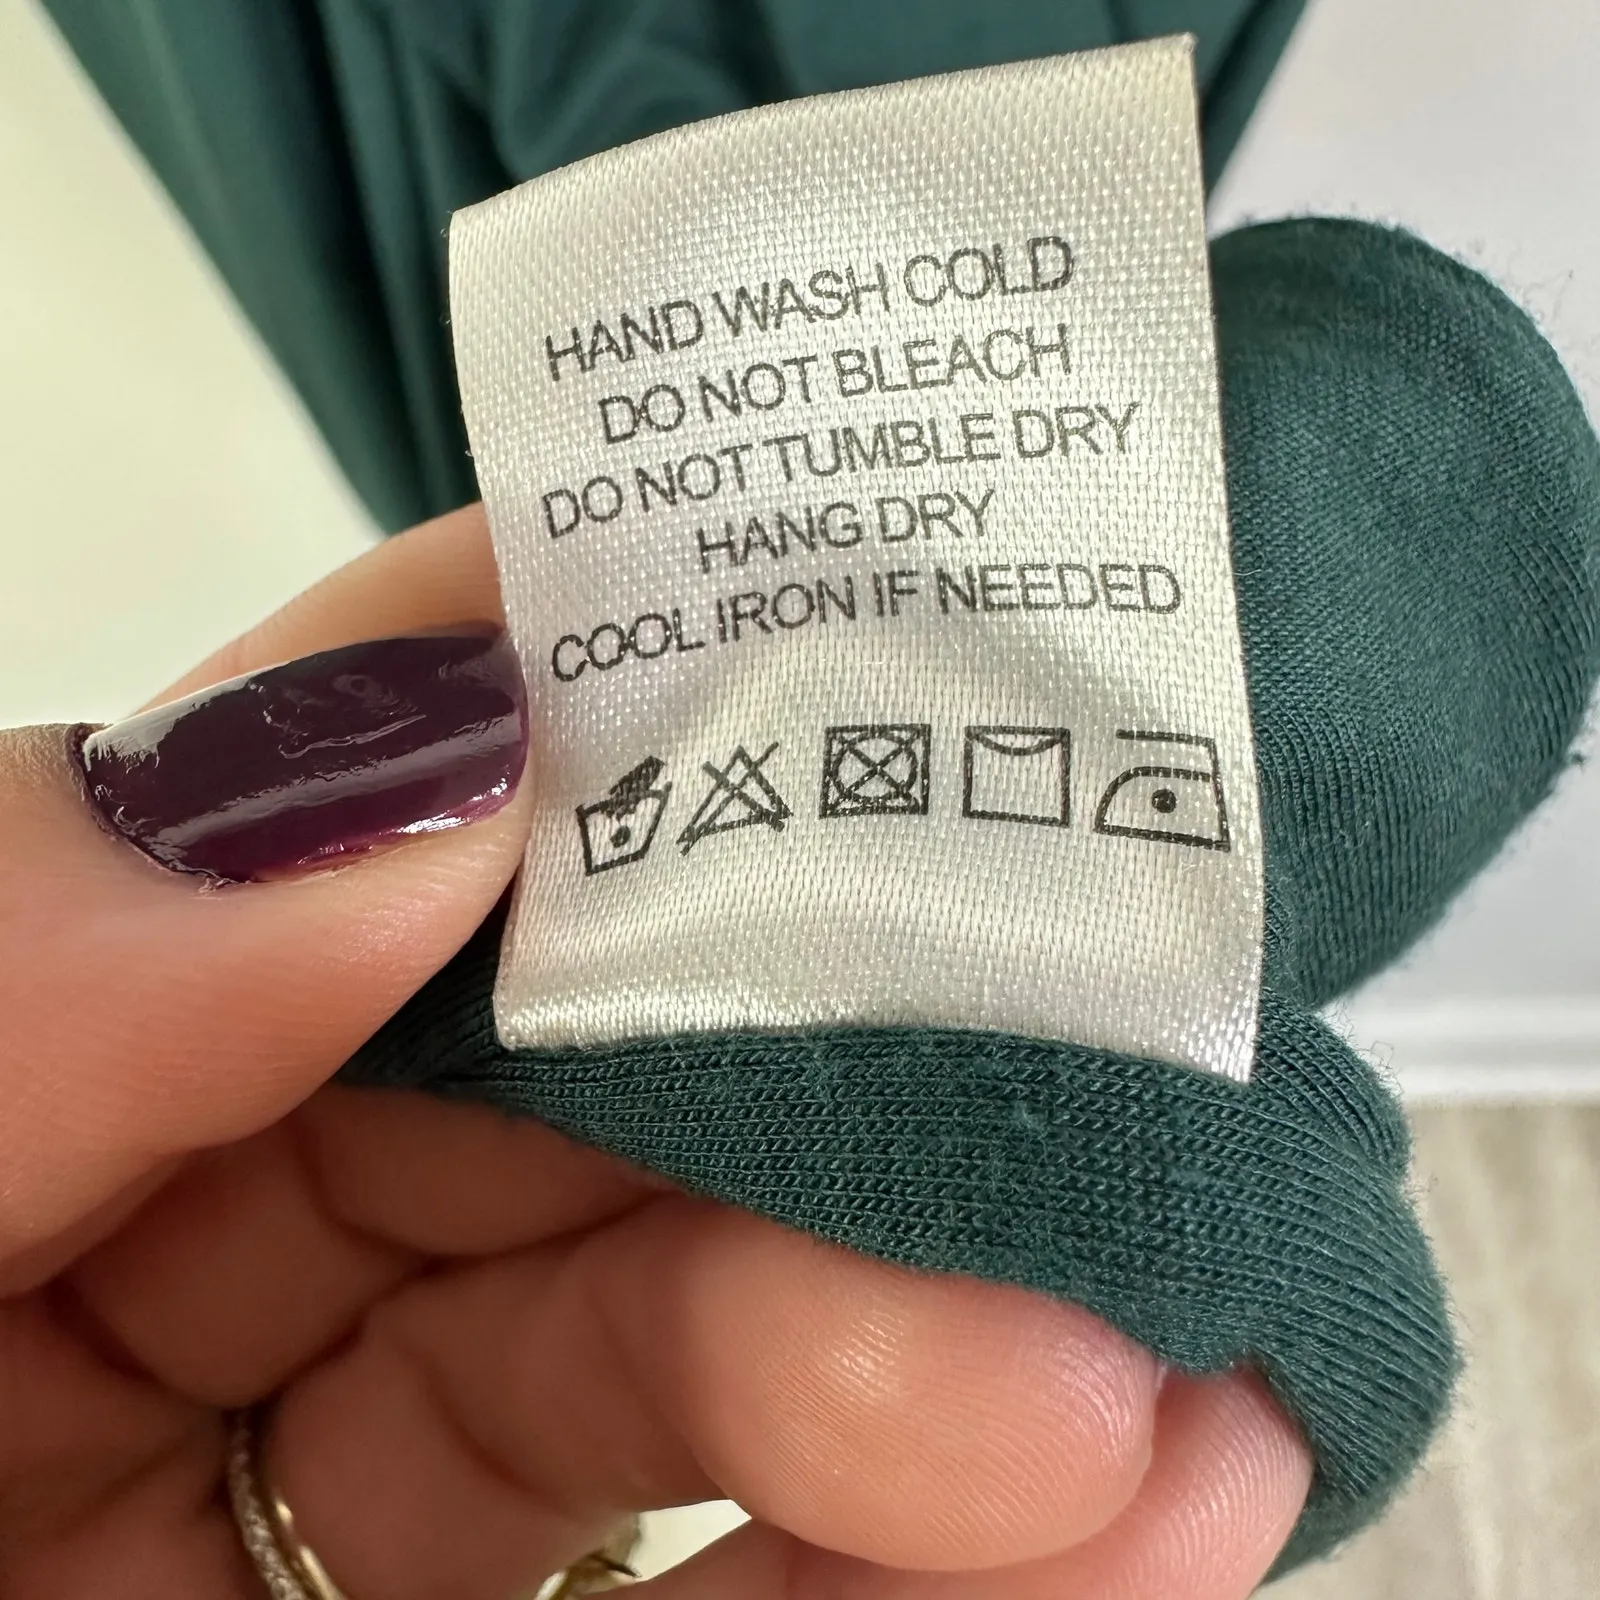 HAND WASH COLD
DO NOT BLEACH
DO NOT TUMBLE DRY
HANG DRY
COOL IRON IF NEEDED